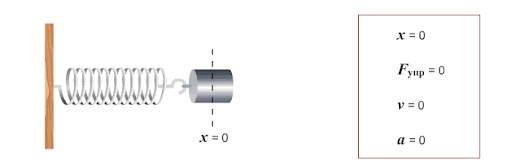 x = 0
x = 0
Fупр = 0
v = 0
a = 0